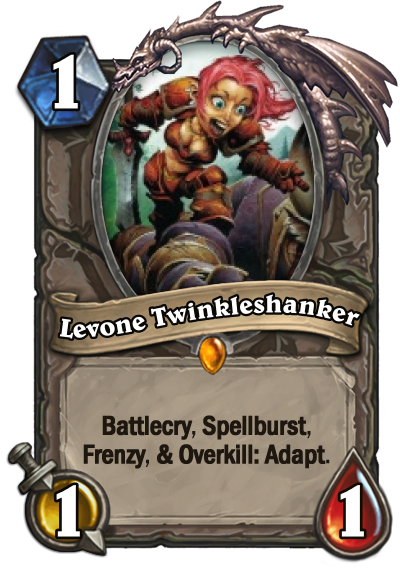 1
Levone Twinkleshanker
Battlecry, Spellburst,
Frenzy, & Overkill: Adapt.
1
1